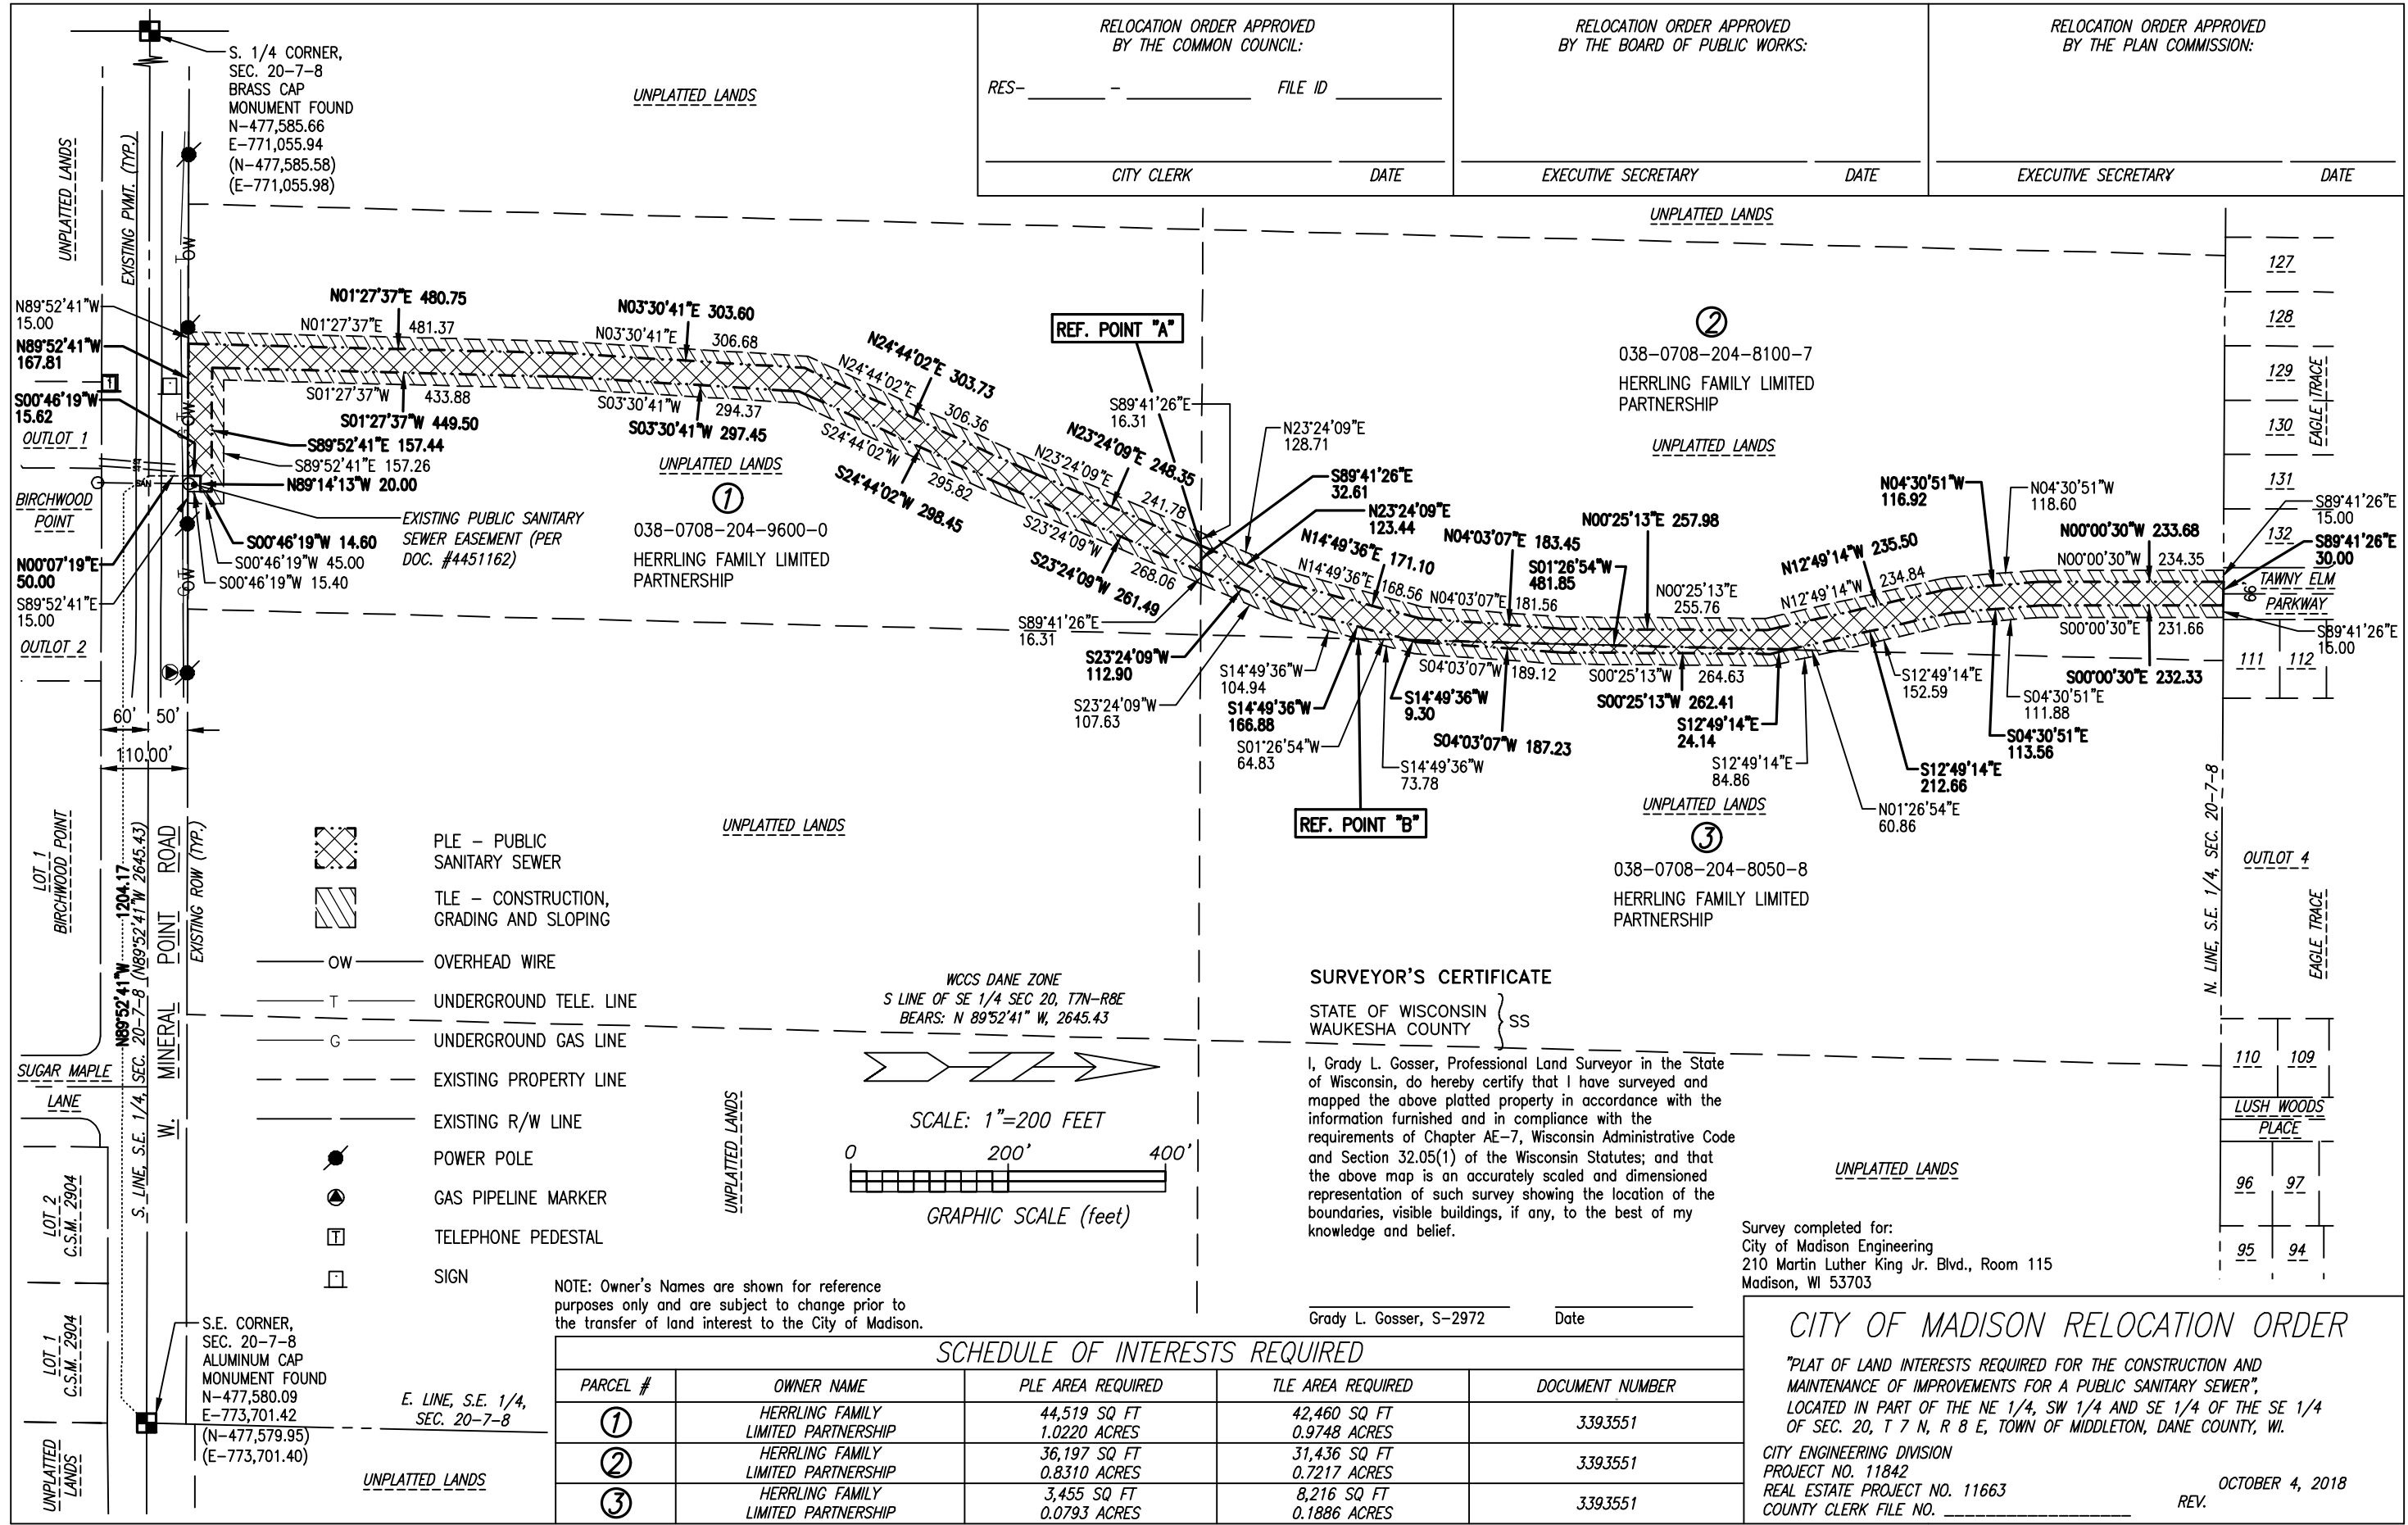 RELOCATION ORDER APPROVED
BY THE COMMON COUNCIL:
RES-
-
FILE ID
CITY CLERK
DATE
RELOCATION ORDER APPROVED
BY THE BOARD OF PUBLIC WORKS:
EXECUTIVE SECRETARY
DATE
RELOCATION ORDER APPROVED
BY THE PLAN COMMISSION:
EXECUTIVE SECRETARY
DATE
S. 1/4 CORNER,
SEC. 20-7-8
BRASS CAP
MONUMENT FOUND
N-477,585.66
E-771,055.94
(N-477,585.58)
(E-771,055.98)
UNPLATTED LANDS
UNPLATTED LANDS
EXISTING PVMT. (TYP.)
UNPLATTED LANDS
OW
T
N89°52'41"W
15.00
N89°52'41"W
167.81
T
S00°46'19"W
15.62
OUTLOT 1
BIRCHWOOD
POINT
SAN
N00°07'19"E
50.00
S89°52'41"E
15.00
OUTLOT 2
N01°27'37"E 480.75
N01°27'37"E 481.37
S01°27'37"W 433.88
S01°27'37"W 449.50
S89°52'41"E 157.44
S89°52'41"E 157.26
N89°14'13"W 20.00
EXISTING PUBLIC SANITARY
SEWER EASEMENT (PER
DOC. #4451162)
S00°46'19"W 14.60
S00°46'19"W 45.00
S00°46'19"W 15.40
N03°30'41"E 303.60
N03°30'41"E 306.68
S03°30'41"W 294.37
S03°30'41"W 297.45
UNPLATTED LANDS
1
038-0708-204-9600-0
HERRLING FAMILY LIMITED
PARTNERSHIP
N24°44'02"E 303.73
N24°44'02"E 306.36
S24°44'02"W 295.82
S24°44'02"W 298.45
N23°24'09"E 248.35
N23°24'09"E 241.78
S23°24'09"W 268.06
S23°24'09"W 261.49
REF. POINT "A"
S89°41'26"E
16.31
N23°24'09"E
128.71
S89°41'26"E
32.61
N23°24'09"E
123.44
S89°41'26"E
16.31
S23°24'09"W
112.90
S23°24'09"W
107.63
2
038-0708-204-8100-7
HERRLING FAMILY LIMITED
PARTNERSHIP
UNPLATTED LANDS
N14°49'36"E 171.10
N14°49'36"E 168.56
N04°03'07"E 183.45
N04°03'07"E 181.56
S01°26'54"W
481.85
N00°25'13"E 257.98
N00°25'13"E
255.76
N12°49'14"W 235.50
N12°49'14"W 234.84
N04°30'51"W
116.92
N04°30'51"W
118.60
N00°00'30"W 233.68
N00°00'30"W 234.35
S89°41'26"E
15.00
S89°41'26"E
30.00
TAWNY ELM
PARKWAY
66
S89°41'26"E
16.00
S00°00'30"E 231.66
S00°00'30"E 232.33
S14°49'36"W
104.94
S14°49'36"W
166.88
S01°26'54"W
64.83
S14°49'36"W
9.30
S14°49'36"W
73.78
S04°03'07"W 189.12
S04°03'07"W 187.23
S00°25'13"W 264.63
S00°25'13"W 262.41
S12°49'14"E
24.14
S12°49'14"E
84.86
S12°49'14"E
152.59
S12°49'14"E
212.66
N01°26'54"E
60.86
S04°30'51"E
111.88
S04°30'51"E
113.56
REF. POINT "B"
UNPLATTED LANDS
3
038-0708-204-8050-8
HERRLING FAMILY LIMITED
PARTNERSHIP
127
128
129
130
131
132
EAGLE TRACE
111 112
N. LINE, S.E. 1/4, SEC. 20-7-8
OUTLOT 4
EAGLE TRACE
110 109
LUSH WOODS
PLACE
96 97
95 94
60' 50'
110.00'
LOT 1
BIRCHWOOD POINT
N89°52'41"W 1204.17
S. LINE, S.E. 1/4, SEC. 20-7-8 (N89°52'41"W 2645.43)
W. MINERAL POINT ROAD
EXISTING ROW (TYP.)
SUGAR MAPLE
LANE
LOT 2
C.S.M. 2904
LOT 1
C.S.M. 2904
UNPLATTED
LANDS
UNPLATTED LANDS
PLE - PUBLIC
SANITARY SEWER
TLE - CONSTRUCTION,
GRADING AND SLOPING
OW OVERHEAD WIRE
T UNDERGROUND TELE. LINE
G UNDERGROUND GAS LINE
EXISTING PROPERTY LINE
EXISTING R/W LINE
POWER POLE
GAS PIPELINE MARKER
T TELEPHONE PEDESTAL
SIGN
UNPLATTED LANDS
WCCS DANE ZONE
S LINE OF SE 1/4 SEC 20, T7N-R8E
BEARS: N 89°52'41" W, 2645.43
SCALE: 1"=200 FEET
0 200' 400'
GRAPHIC SCALE (feet)
SURVEYOR'S CERTIFICATE
STATE OF WISCONSIN
WAUKESHA COUNTY
SS
I, Grady L. Gosser, Professional Land Surveyor in the State
of Wisconsin, do hereby certify that I have surveyed and
mapped the above platted property in accordance with the
information furnished and in compliance with the
requirements of Chapter AE-7, Wisconsin Administrative Code
and Section 32.05(1) of the Wisconsin Statutes; and that
the above map is an accurately scaled and dimensioned
representation of such survey showing the location of the
boundaries, visible buildings, if any, to the best of my
knowledge and belief.
Grady L. Gosser, S-2972
Date
UNPLATTED LANDS
Survey completed for:
City of Madison Engineering
210 Martin Luther King Jr. Blvd., Room 115
Madison, WI 53703
S.E. CORNER,
SEC. 20-7-8
ALUMINUM CAP
MONUMENT FOUND
N-477,580.09
E-773,701.42
(N-477,579.95)
(E-773,701.40)
E. LINE, S.E. 1/4,
SEC. 20-7-8
UNPLATTED LANDS
NOTE: Owner's Names are shown for reference
purposes only and are subject to change prior to
the transfer of land interest to the City of Madison.
SCHEDULE OF INTERESTS REQUIRED
PARCEL # OWNER NAME PLE AREA REQUIRED TLE AREA REQUIRED DOCUMENT NUMBER
1 HERRLING FAMILY 44,519 SQ FT 42,460 SQ FT 3393551
LIMITED PARTNERSHIP 1.0220 ACRES 0.9748 ACRES
2 HERRLING FAMILY 36,197 SQ FT 31,436 SQ FT 3393551
LIMITED PARTNERSHIP 0.8310 ACRES 0.7217 ACRES
3 HERRLING FAMILY 3,455 SQ FT 8,216 SQ FT 3393551
LIMITED PARTNERSHIP 0.0793 ACRES 0.1886 ACRES
CITY OF MADISON RELOCATION ORDER
"PLAT OF LAND INTERESTS REQUIRED FOR THE CONSTRUCTION AND
MAINTENANCE OF IMPROVEMENTS FOR A PUBLIC SANITARY SEWER",
LOCATED IN PART OF THE NE 1/4, SW 1/4 AND SE 1/4 OF THE SE 1/4
OF SEC. 20, T 7 N, R 8 E, TOWN OF MIDDLETON, DANE COUNTY, WI.
CITY ENGINEERING DIVISION
PROJECT NO. 11842
REAL ESTATE PROJECT NO. 11663
COUNTY CLERK FILE NO.
REV.
OCTOBER 4, 2018